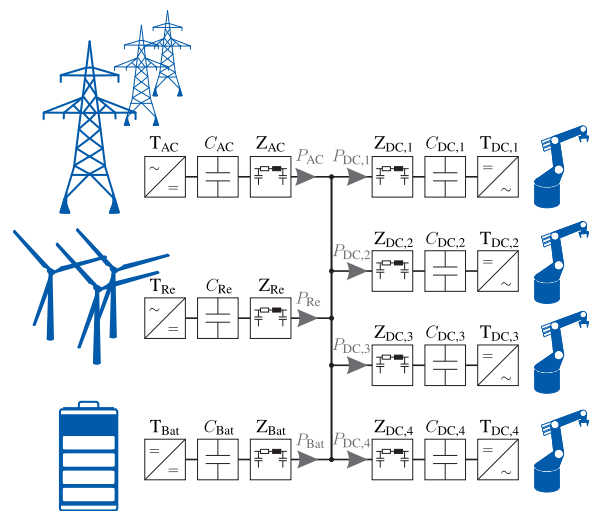 T_AC C_AC Z_AC P_AC P_DC,1 Z_DC,1 C_DC,1 T_DC,1
~ = = ~
P_DC,2 Z_DC,2 C_DC,2 T_DC,2
= ~
T_Re C_Re Z_Re P_Re
~ =
P_DC,3 Z_DC,3 C_DC,3 T_DC,3
= ~
T_Bat C_Bat Z_Bat P_Bat P_DC,4 Z_DC,4 C_DC,4 T_DC,4
= = = ~